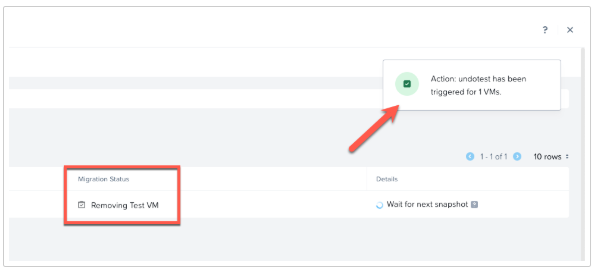 ?
Action: undotest has been
triggered for 1 VMs.
1 - 1 of 1
10 rows
Migration Status
Details
Removing Test VM
Wait for next snapshot ?